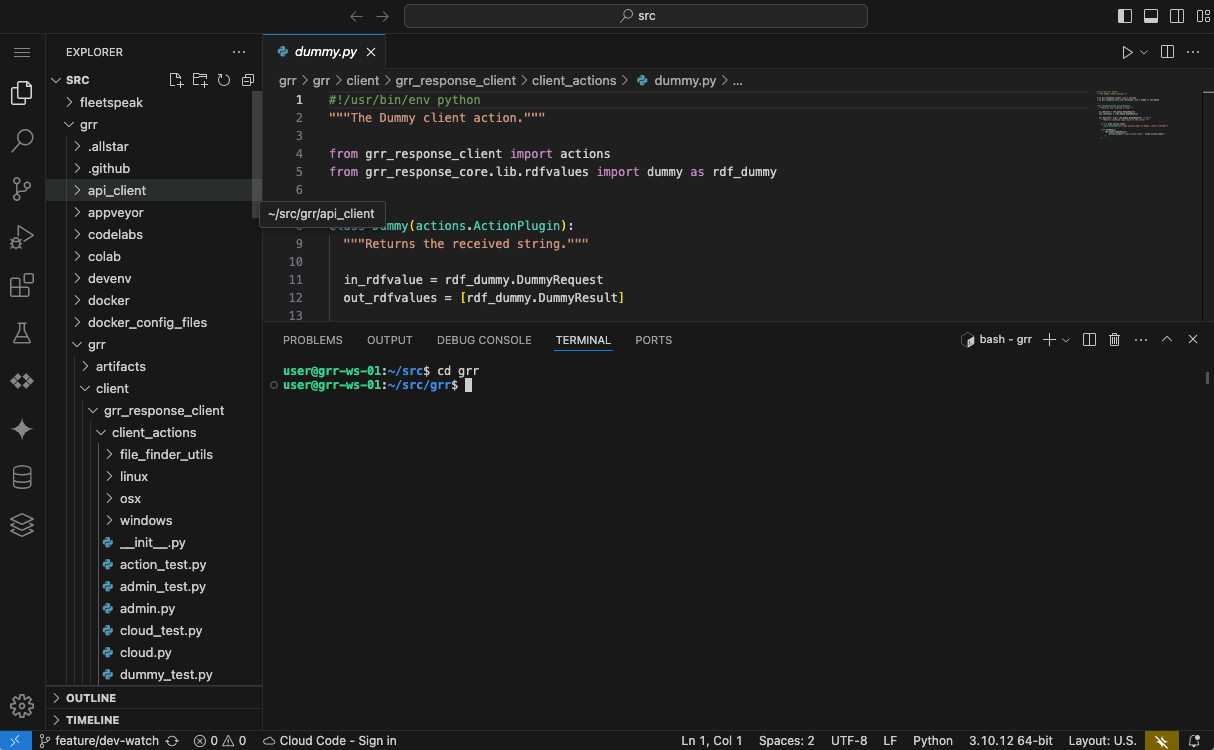 src
EXPLORER
SRC
fleetspeak
grr
.allstar
.github
api_client
appveyor
codelabs
colab
devenv
docker
docker_config_files
grr
artifacts
client
grr_response_client
client_actions
file_finder_utils
linux
osx
windows
__init__.py
action_test.py
admin_test.py
admin.py
cloud_test.py
cloud.py
dummy_test.py
OUTLINE
TIMELINE
~/src/grr/api_client
dummy.py
grr > grr > client > grr_response_client > client_actions > dummy.py > ...
1 #!/usr/bin/env python
2 """The Dummy client action."""
3
4 from grr_response_client import actions
5 from grr_response_core.lib.rdfvalues import dummy as rdf_dummy
6
8 class Dummy(actions.ActionPlugin):
9 """Returns the received string."""
10
11 in_rdfvalue = rdf_dummy.DummyRequest
12 out_rdfvalues = [rdf_dummy.DummyResult]
13
PROBLEMS OUTPUT DEBUG CONSOLE TERMINAL PORTS
bash - grr
user@grr-ws-01:~/src$ cd grr
user@grr-ws-01:~/src/grr$
feature/dev-watch 0 0 Cloud Code - Sign in Ln 1, Col 1 Spaces: 2 UTF-8 LF Python 3.10.12 64-bit Layout: U.S.